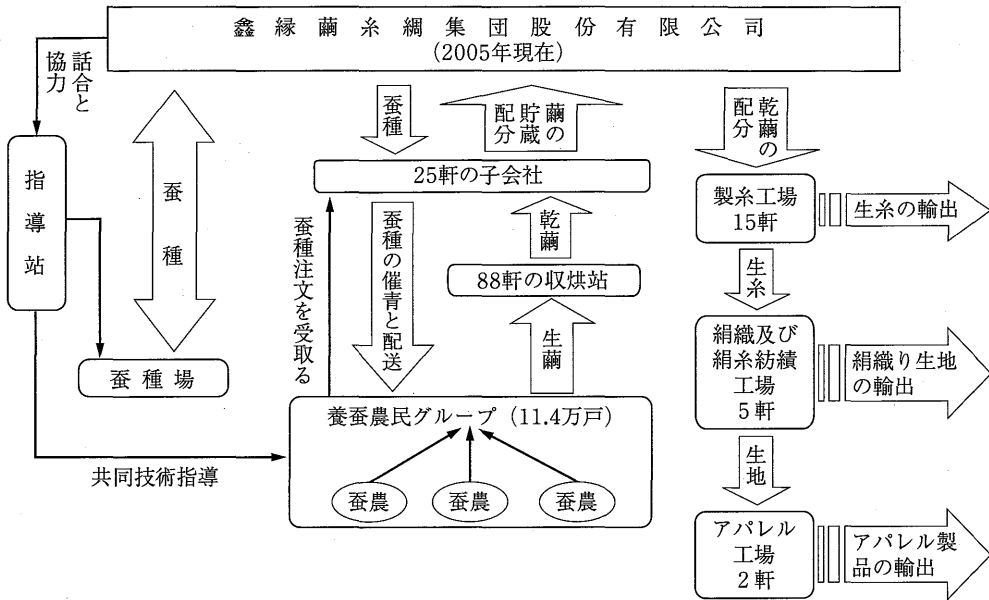 鑫縁繭糸綢集団股份有限公司
(2005年現在)
話合と
協力
指導站
蚕種
蚕種場
共同技術指導
蚕種
繭の
貯蔵
配分
25軒の子会社
蚕種注文を受取る
蚕種の催青と配送
乾繭
88軒の収烘站
生繭
養蚕農民グループ(11.4万戸)
蚕農
蚕農
蚕農
乾繭の
配分
製糸工場
15軒
生糸の輸出
生糸
絹織及び
絹糸紡績
工場
5軒
絹織り生地
の輸出
生地
アパレル
工場
2軒
アパレル製
品の輸出